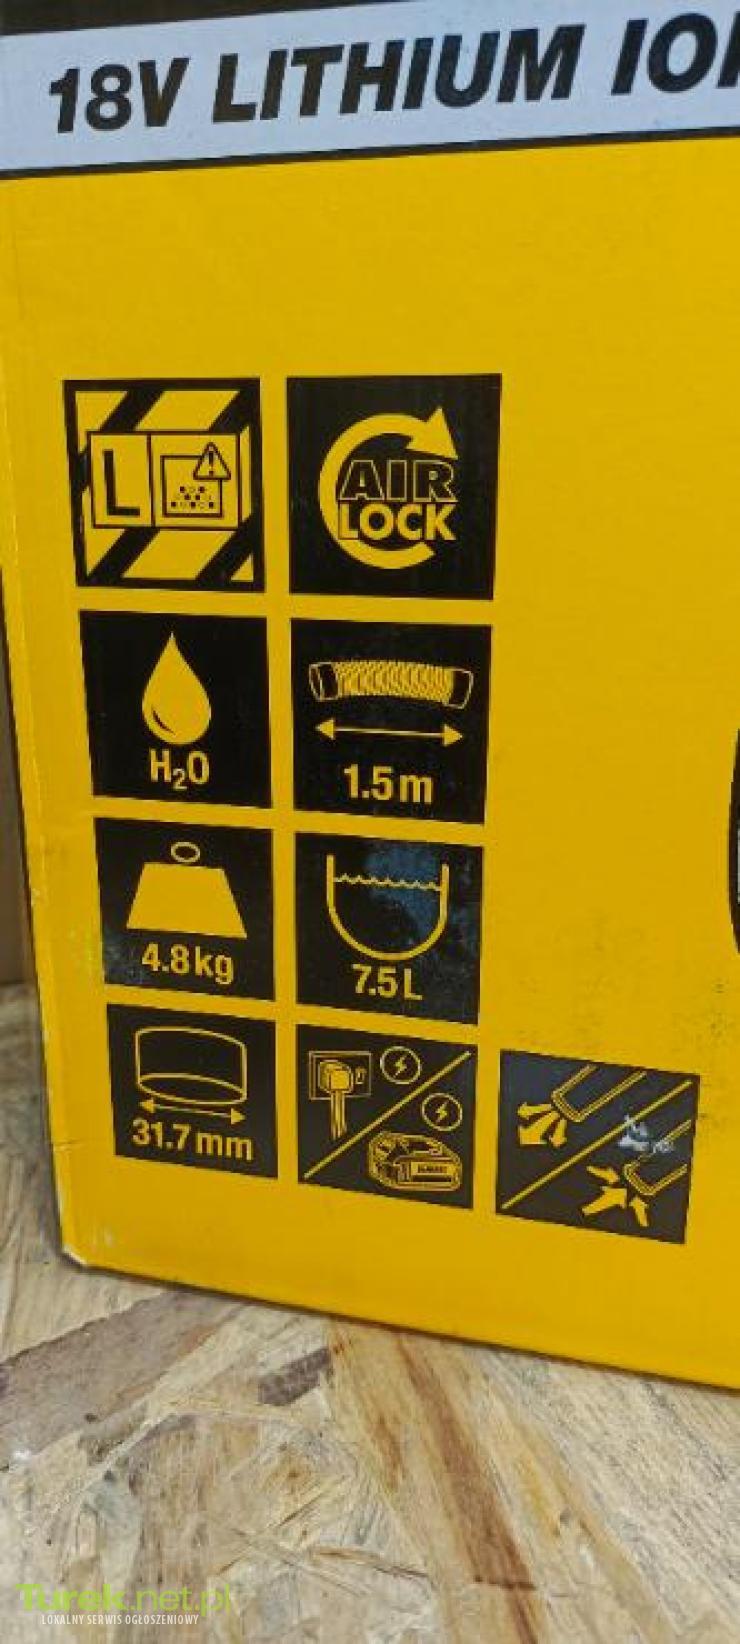 18V LITHIUM ION
L
AIR
LOCK
H₂O
1.5m
4.8kg
7.5L
31.7mm
Turek.net.pl
LOKALNY SERWIS OGŁOSZENIOWY